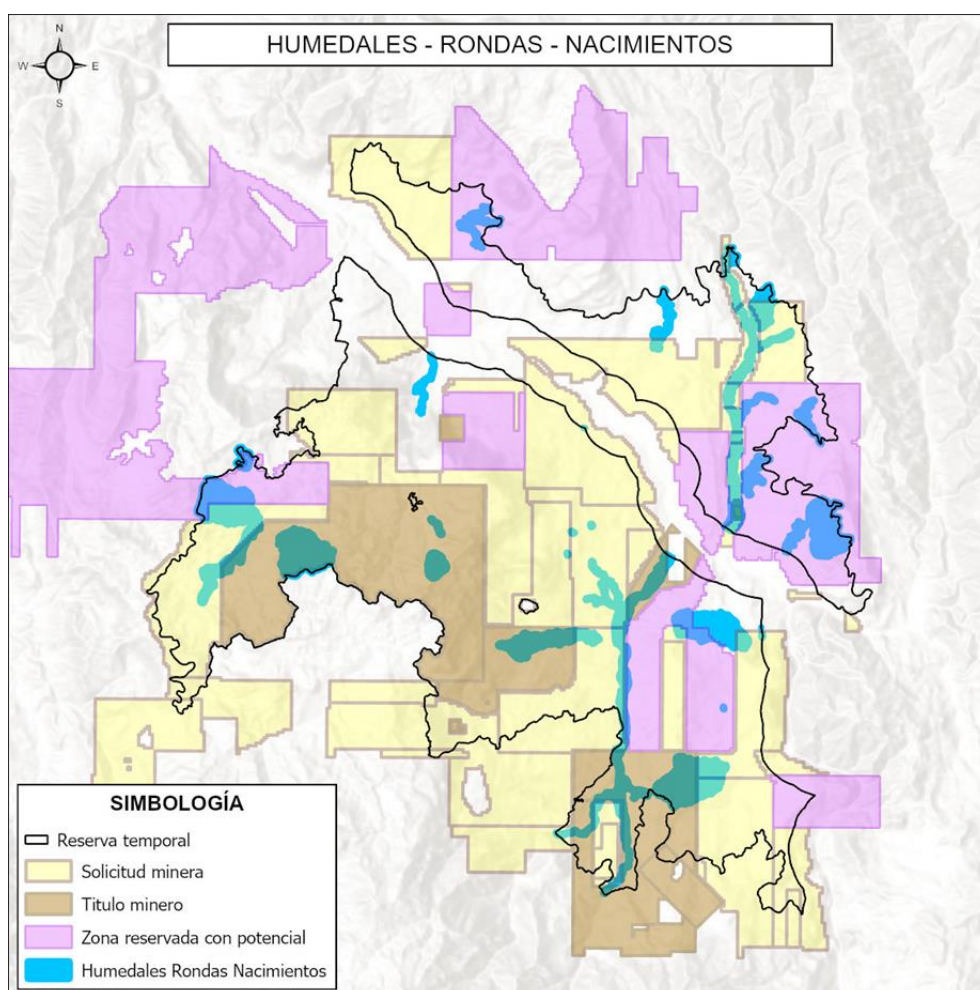 HUMEDALES - RONDAS - NACIMIENTOS
N
W E
S
SIMBOLOGÍA
Reserva temporal
Solicitud minera
Titulo minero
Zona reservada con potencial
Humedales Rondas Nacimientos